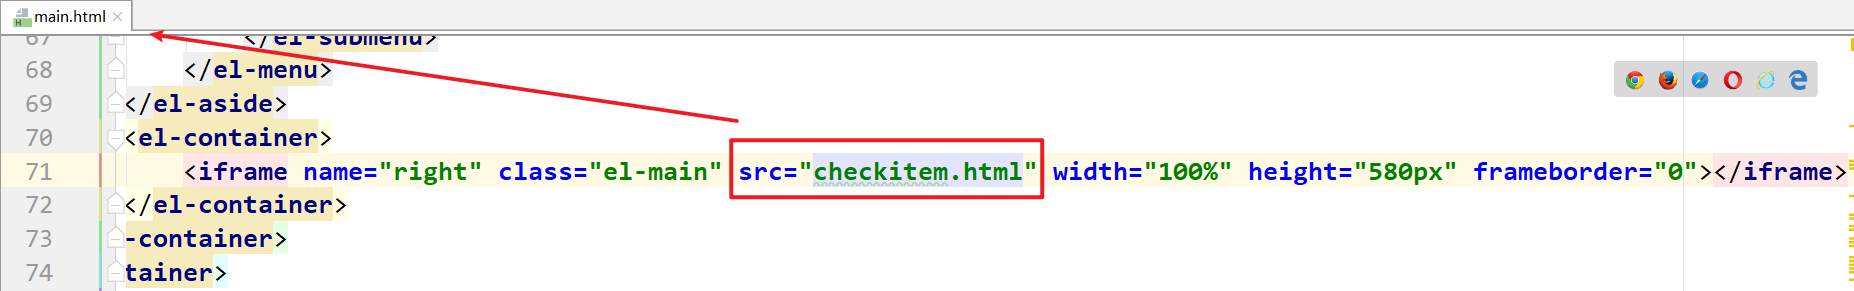 main.html
67 </el-submenu>
68 </el-menu>
69 </el-aside>
70 <el-container>
71 <iframe name="right" class="el-main" src="checkitem.html" width="100%" height="580px" frameborder="0"></iframe>
72 </el-container>
73 -container>
74 tainer>